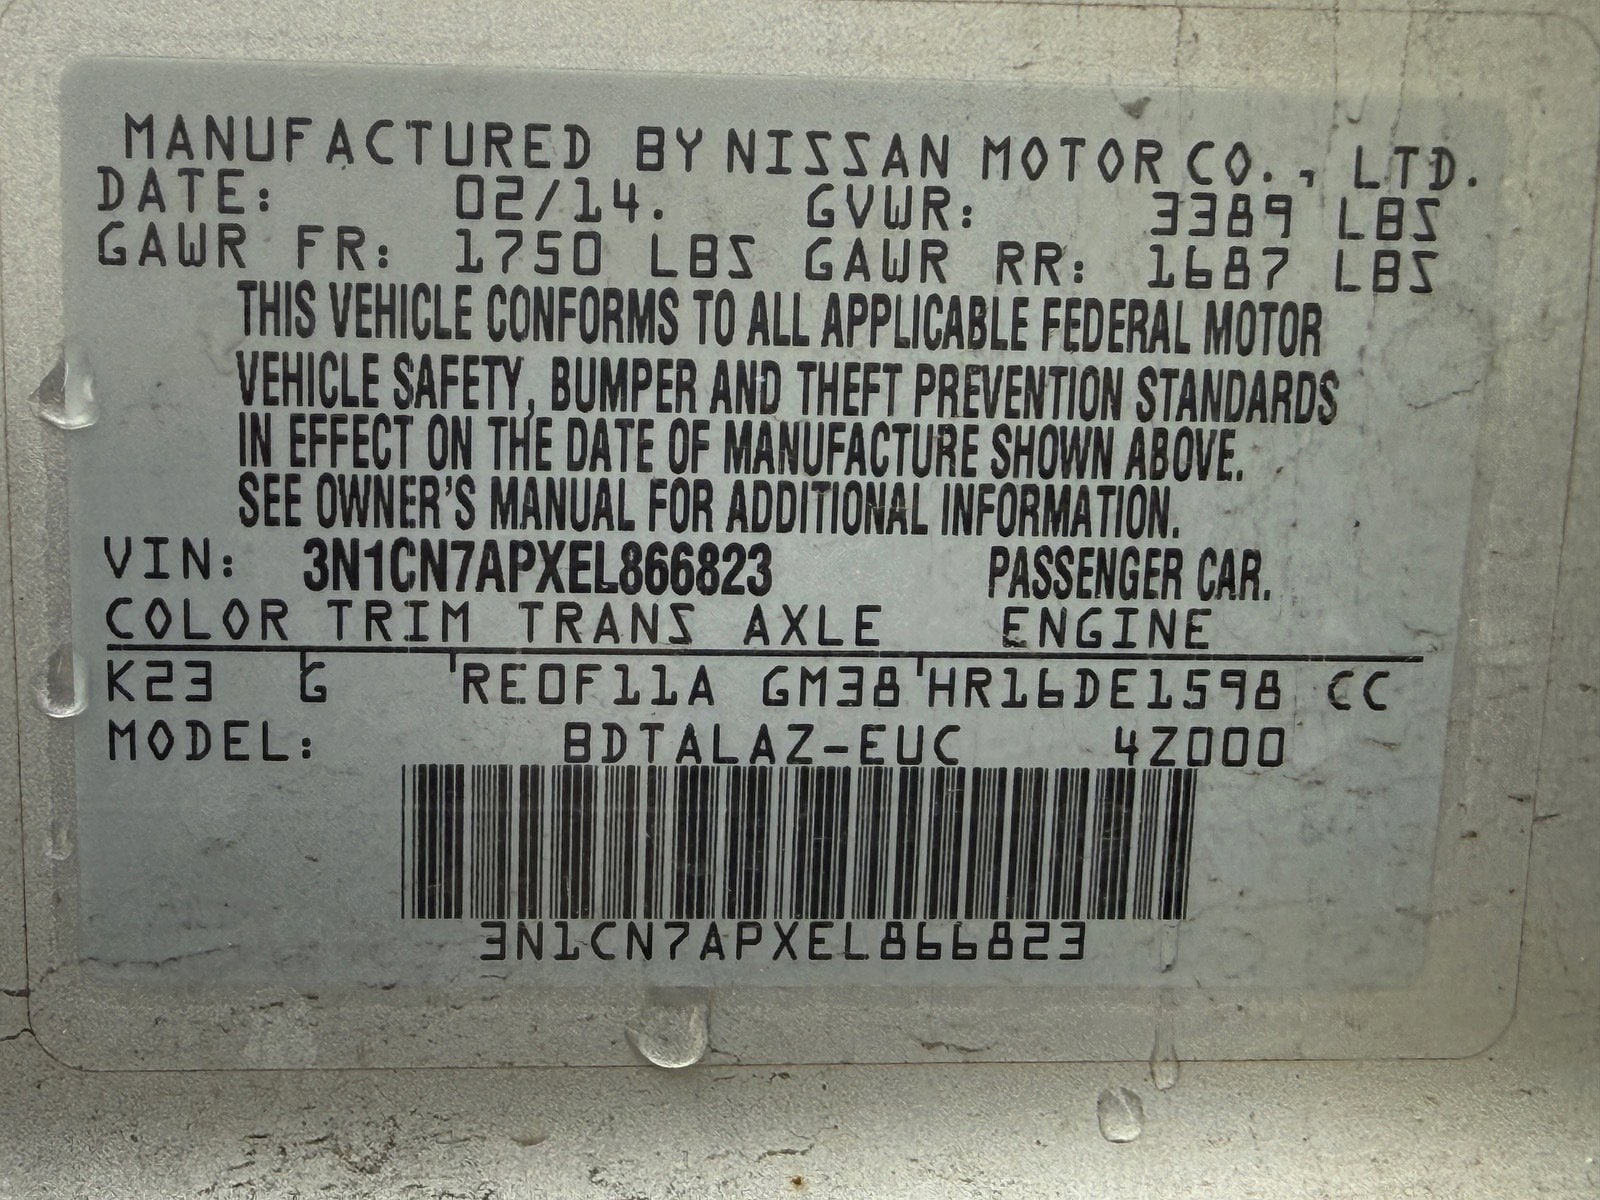 MANUFACTURED BY NISSAN MOTOR CO., LTD.
DATE: 02/14. GVWR: 3389 LBS
GAWR FR: 1750 LBS GAWR RR: 1687 LBS
THIS VEHICLE CONFORMS TO ALL APPLICABLE FEDERAL MOTOR
VEHICLE SAFETY, BUMPER AND THEFT PREVENTION STANDARDS
IN EFFECT ON THE DATE OF MANUFACTURE SHOWN ABOVE.
SEE OWNER'S MANUAL FOR ADDITIONAL INFORMATION.
VIN: 3N1CN7APXEL866823 PASSENGER CAR.
COLOR TRIM TRANS AXLE ENGINE
K23 G RE0F11A GM38 HR16DE1598 CC
MODEL: BDTALAZ-EUC 4Z000
3N1CN7APXEL866823